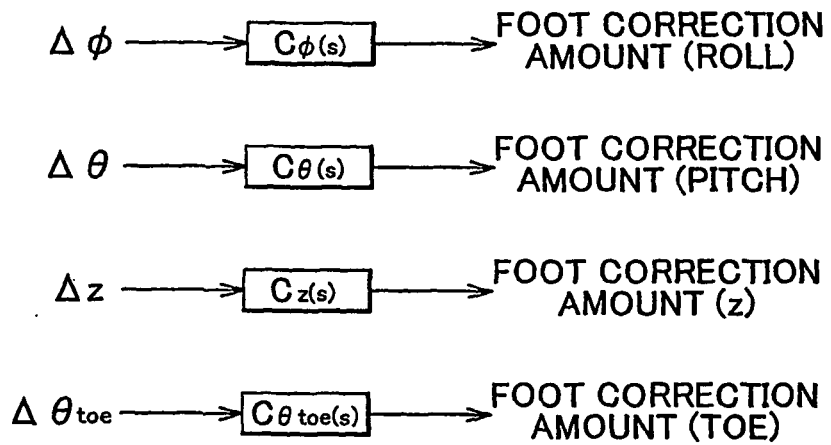 Δ φ Cφ(s) FOOT CORRECTION
AMOUNT (ROLL)
Δ θ Cθ(s) FOOT CORRECTION
AMOUNT (PITCH)
Δ z Cz(s) FOOT CORRECTION
AMOUNT (z)
Δ θtoe Cθtoe(s) FOOT CORRECTION
AMOUNT (TOE)